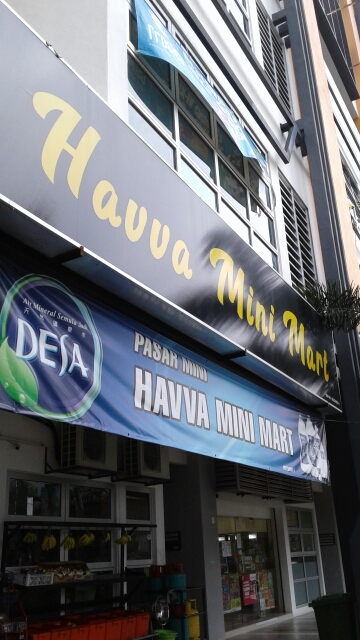 Havva Mini Mart
Air Mineral Semula Jadi
DESA
PASAR MINI
HAVVA MINI MART